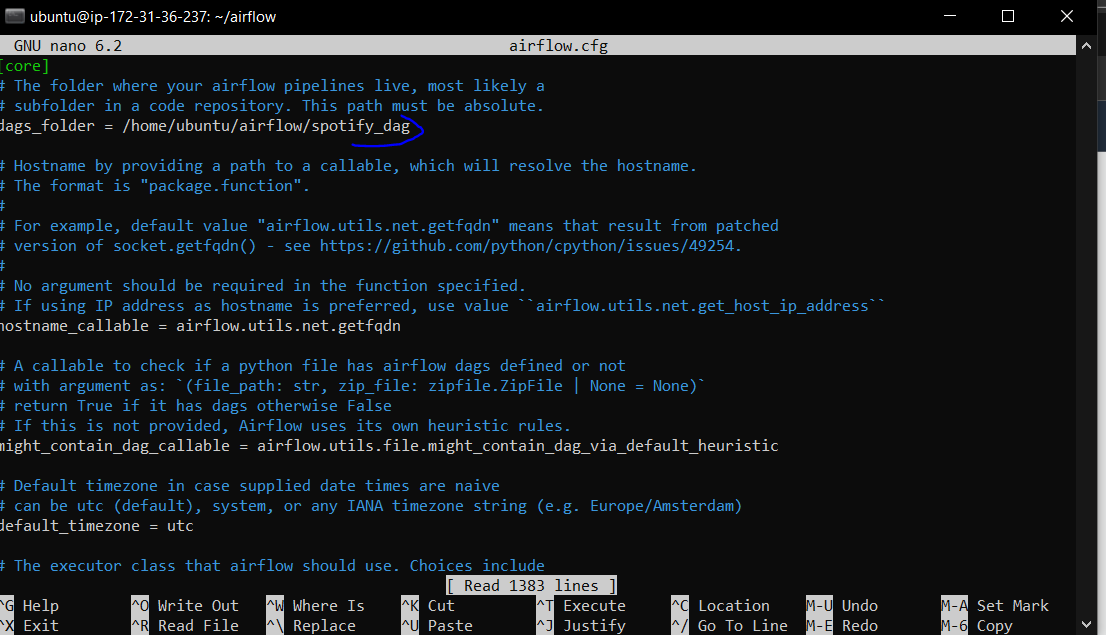 ubuntu@ip-172-31-36-237: ~/airflow
GNU nano 6.2 airflow.cfg
[core]
# The folder where your airflow pipelines live, most likely a
# subfolder in a code repository. This path must be absolute.
dags_folder = /home/ubuntu/airflow/spotify_dag
# Hostname by providing a path to a callable, which will resolve the hostname.
# The format is "package.function".
#
# For example, default value "airflow.utils.net.getfqdn" means that result from patched
# version of socket.getfqdn() - see https://github.com/python/cpython/issues/49254.
#
# No argument should be required in the function specified.
# If using IP address as hostname is preferred, use value ``airflow.utils.net.get_host_ip_address``
hostname_callable = airflow.utils.net.getfqdn
# A callable to check if a python file has airflow dags defined or not
# with argument as: `(file_path: str, zip_file: zipfile.ZipFile | None = None)`
# return True if it has dags otherwise False
# If this is not provided, Airflow uses its own heuristic rules.
might_contain_dag_callable = airflow.utils.file.might_contain_dag_via_default_heuristic
# Default timezone in case supplied date times are naive
# can be utc (default), system, or any IANA timezone string (e.g. Europe/Amsterdam)
default_timezone = utc
# The executor class that airflow should use. Choices include
[ Read 1383 lines ]
^G Help ^O Write Out ^W Where Is ^K Cut ^T Execute ^C Location M-U Undo M-A Set Mark
^X Exit ^R Read File ^\ Replace ^U Paste ^J Justify ^/ Go To Line M-E Redo M-6 Copy